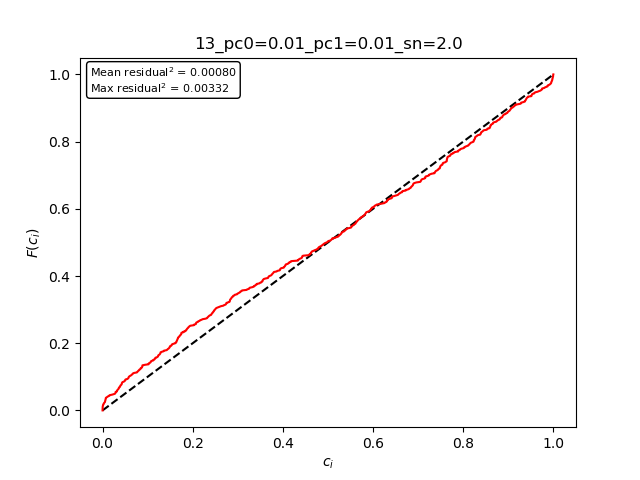 13_pc0=0.01_pc1=0.01_sn=2.0
Mean residual² = 0.00080
Max residual² = 0.00332
1.0
0.8
0.6
0.4
0.2
0.0
F(cᵢ)
0.0 0.2 0.4 0.6 0.8 1.0
cᵢ